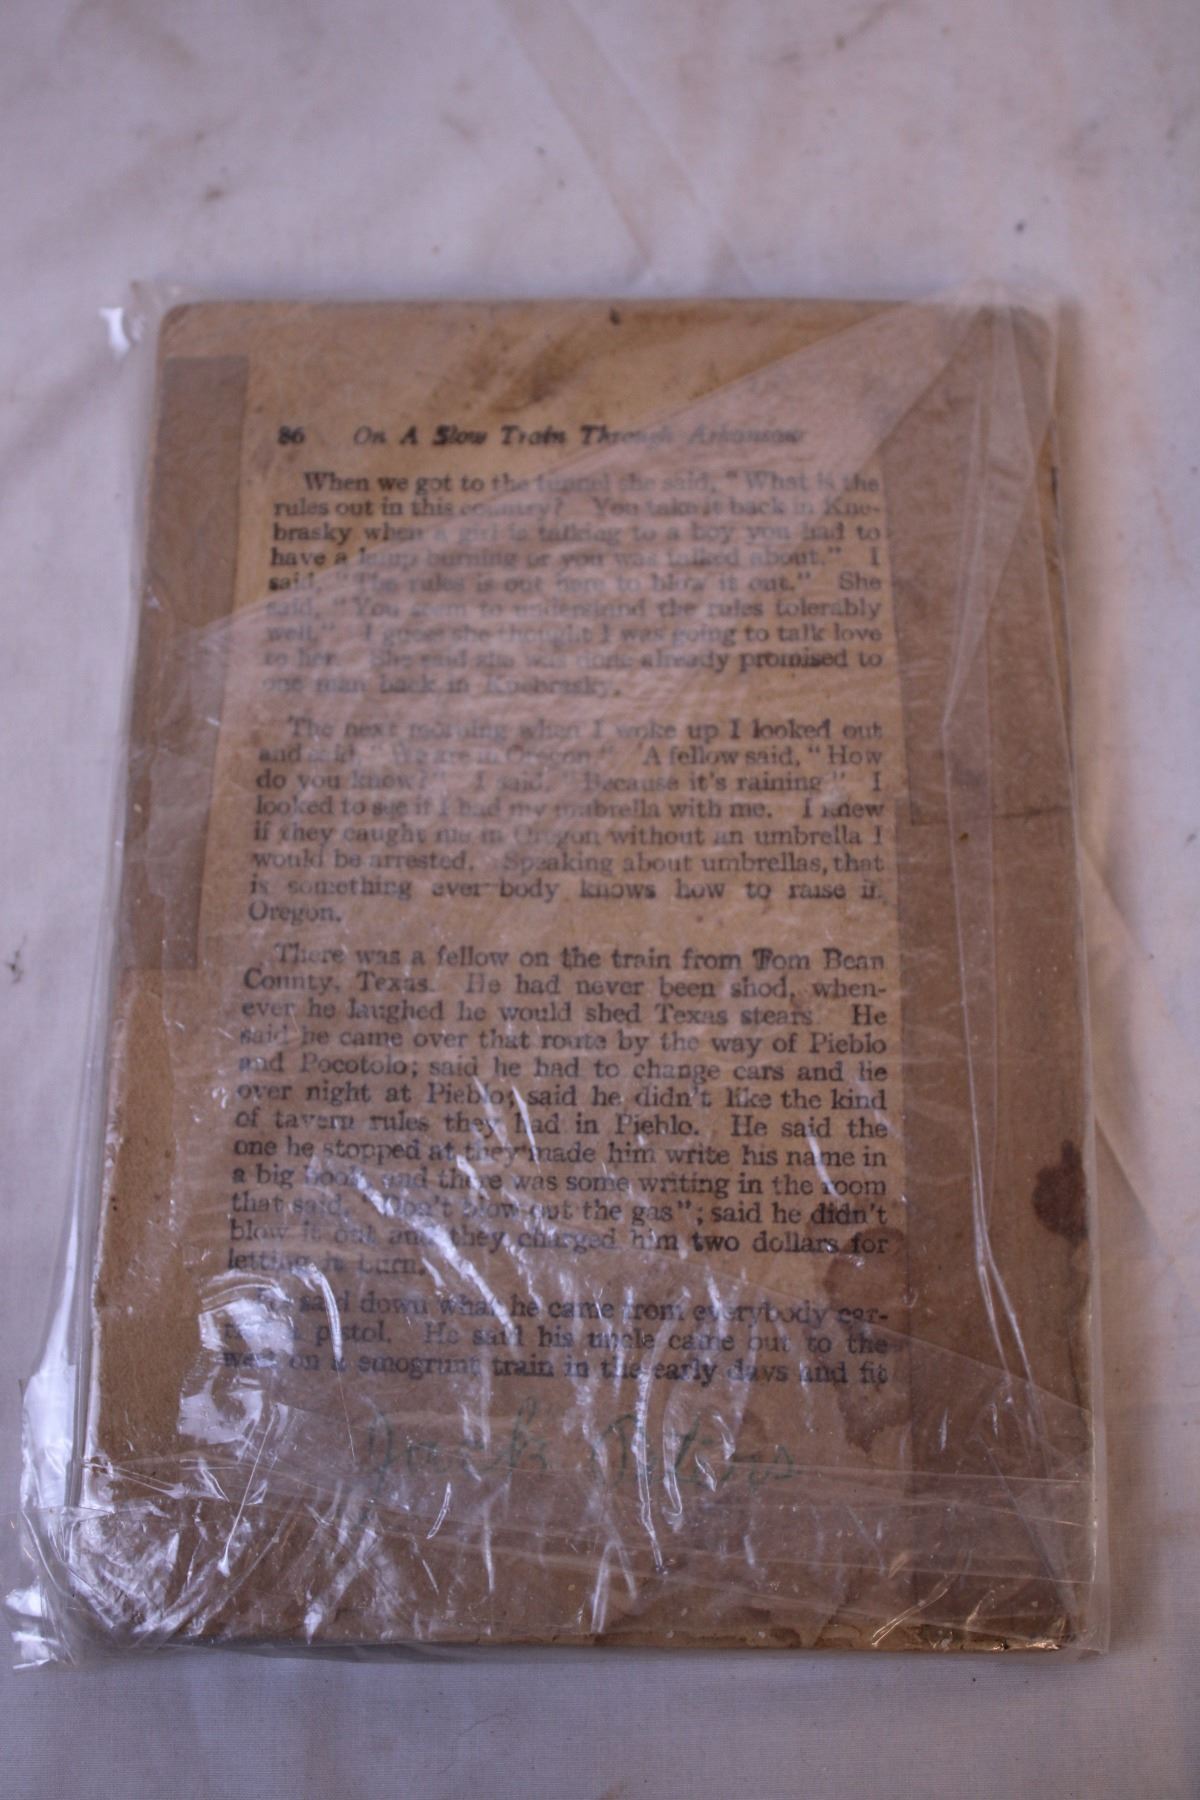 86 On A Slow Train Through Arkansaw
When we got to the tunnel she said, "What is the
rules out in this country? You take it back in Kne-
brasky when a girl is talking to a boy you had to
have a lamp burning or you was talked about." I
said, "The rules is out here to blow it out." She
said, "You seem to understand the rules tolerably
well." I guess she thought I was going to talk love
to her. She said she was done already promised to
one man back in Knebrasky.
The next morning when I woke up I looked out
and said, "We are in Oregon." A fellow said, "How
do you know?" I said, "Because it's raining." I
looked to see if I had my umbrella with me. I knew
if they caught me in Oregon without an umbrella I
would be arrested. Speaking about umbrellas, that
is something ever body knows how to raise in
Oregon.
There was a fellow on the train from Tom Bean
County, Texas. He had never been shod, when-
ever he laughed he would shed Texas stears. He
said he came over that route by the way of Pieblo
and Pocotolo; said he had to change cars and lie
over night at Pieblo; said he didn't like the kind
of tavern rules they had in Pieblo. He said the
one he stopped at they made him write his name in
a big book, and there was some writing in the room
that said, "Don't blow out the gas"; said he didn't
blow it out and they charged him two dollars for
letting it burn.
He said down what he came from everybody car-
ries a pistol. He said his uncle came out to the
west on a emogrunt train in the early days and fit
Jack Peters